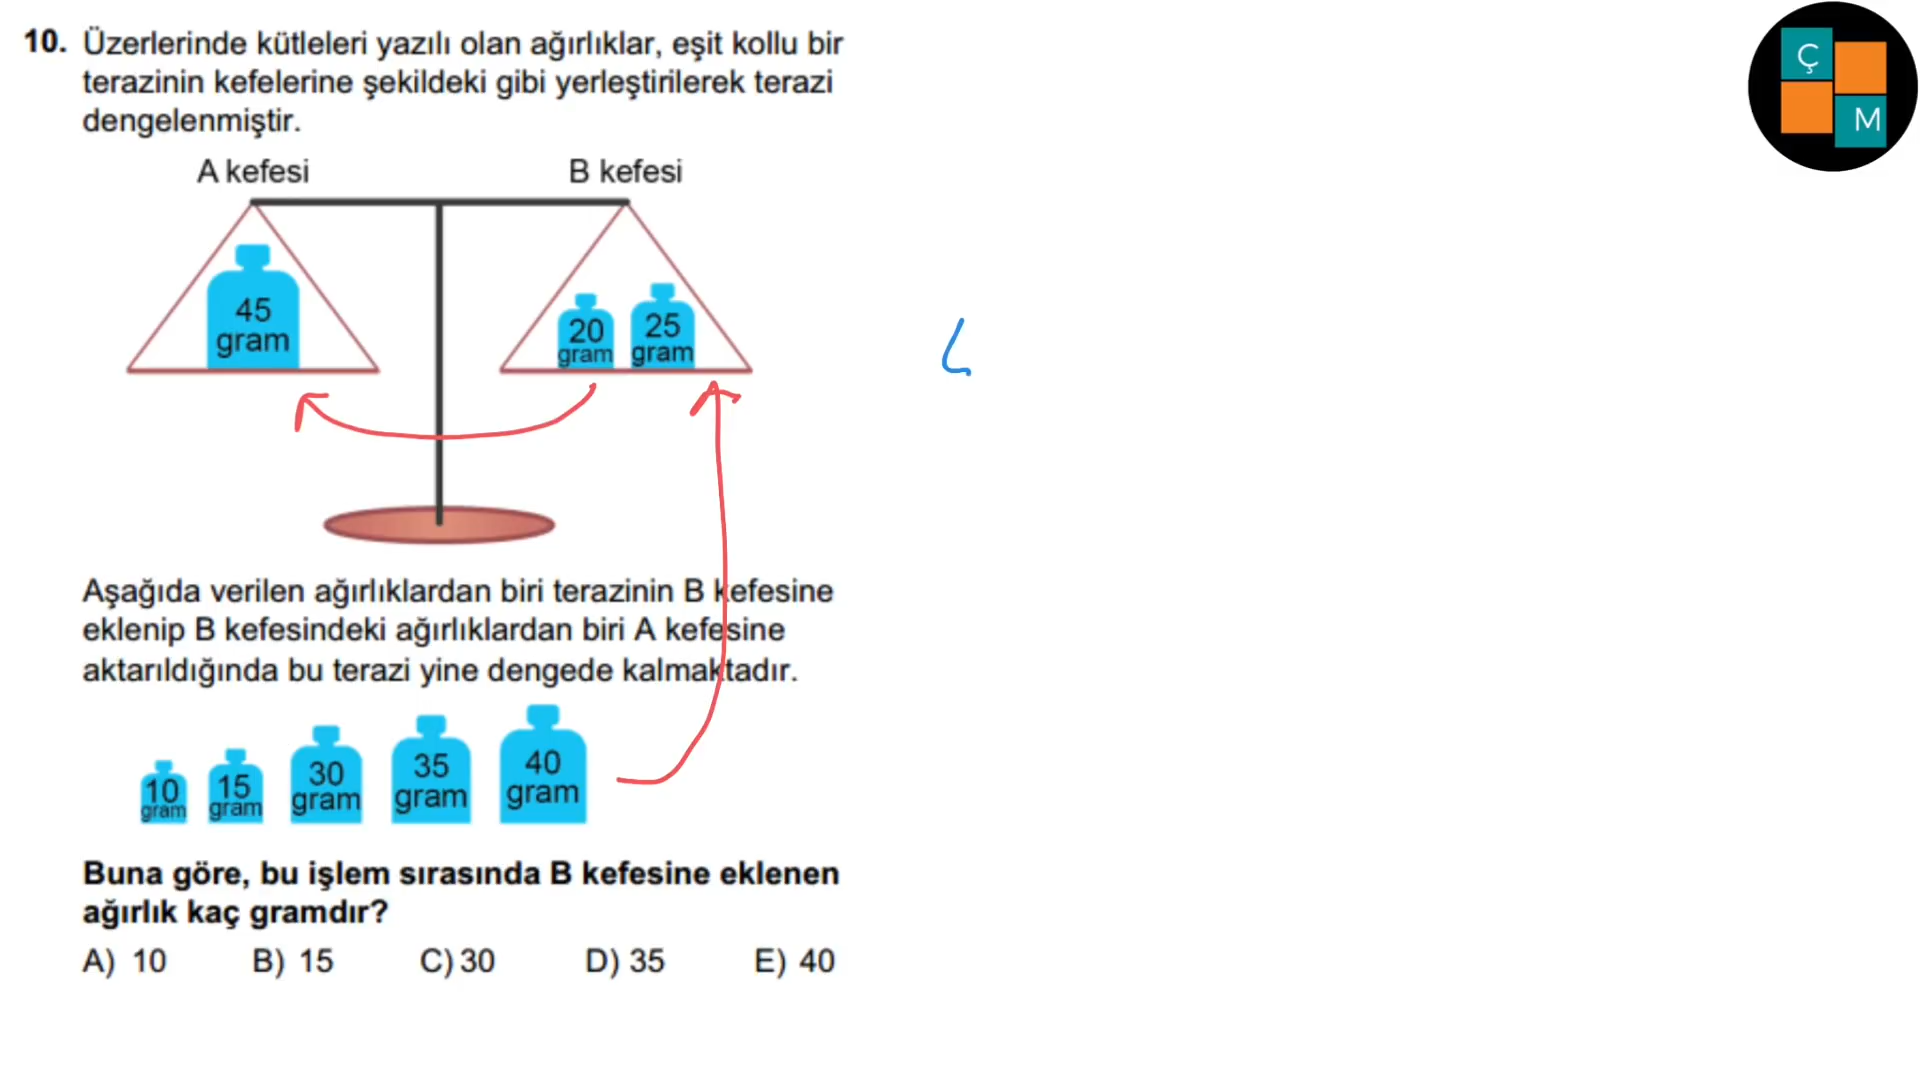 10. Üzerlerinde kütleleri yazılı olan ağırlıklar, eşit kollu bir
terazinin kefelerine şekildeki gibi yerleştirilerek terazi
dengelenmiştir.
A kefesi
B kefesi
45
gram
20
gram
25
gram
Aşağıda verilen ağırlıklardan biri terazinin B kefesine
eklenip B kefesindeki ağırlıklardan biri A kefesine
aktarıldığında bu terazi yine dengede kalmaktadır.
10
gram
15
gram
30
gram
35
gram
40
gram
Buna göre, bu işlem sırasında B kefesine eklenen
ağırlık kaç gramdır?
A) 10 B) 15 C) 30 D) 35 E) 40
Ç
M